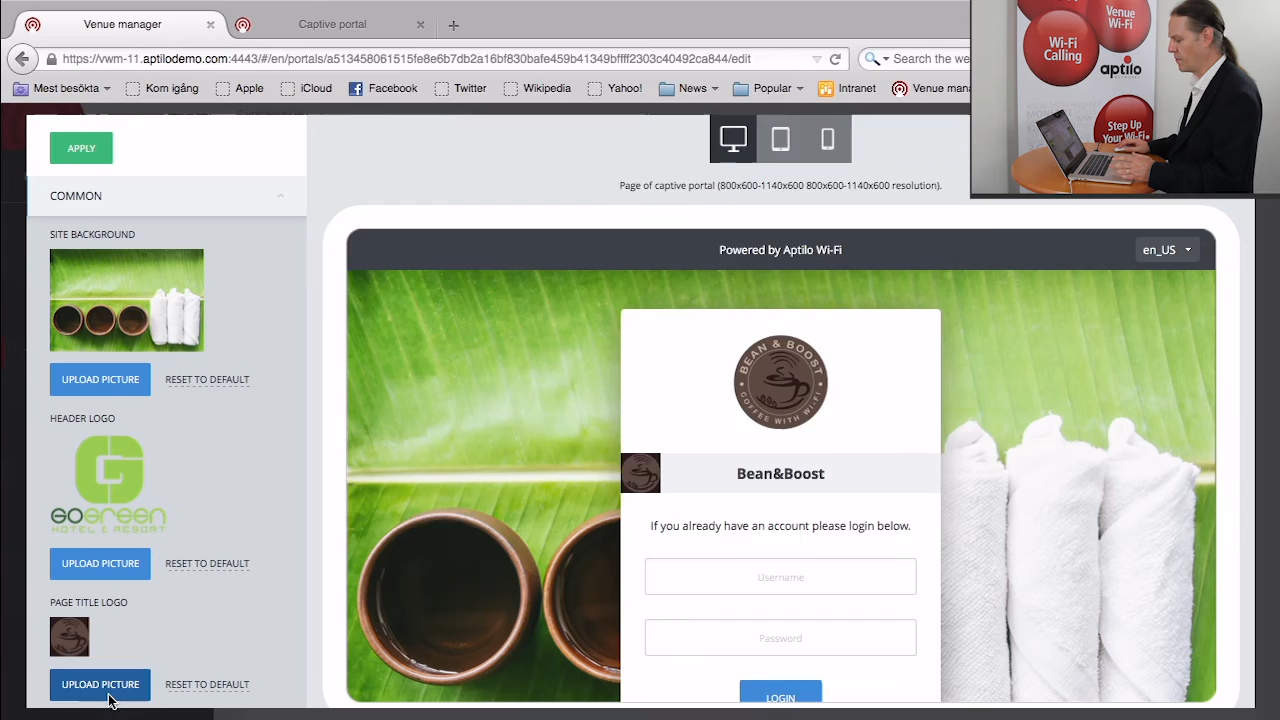 Venue manager
Captive portal
https://vwm-11.aptilodemo.com:4443/#/en/portals/a51345b061515fe8e6b7db2a16bf830bafe459b41349bffff2303c40492ca844/edit
Search the we
Mest besökta
Kom igång
Apple
iCloud
Facebook
Twitter
Wikipedia
Yahoo!
News
Popular
Intranet
Venue man
Venue
Wi-Fi
Wi-Fi
Calling
aptilo
Step Up
Your Wi-Fi
APPLY
COMMON
Page of captive portal (800x600-1140x600 800x600-1140x600 resolution).
SITE BACKGROUND
UPLOAD PICTURE
RESET TO DEFAULT
HEADER LOGO
GOGREEN
HOTEL & RESORT
UPLOAD PICTURE
RESET TO DEFAULT
PAGE TITLE LOGO
UPLOAD PICTURE
RESET TO DEFAULT
Powered by Aptilo Wi-Fi
en_US
BEAN & BOOST
COFFEE WITH WI-FI
Bean&Boost
If you already have an account please login below.
Username
Password
LOGIN